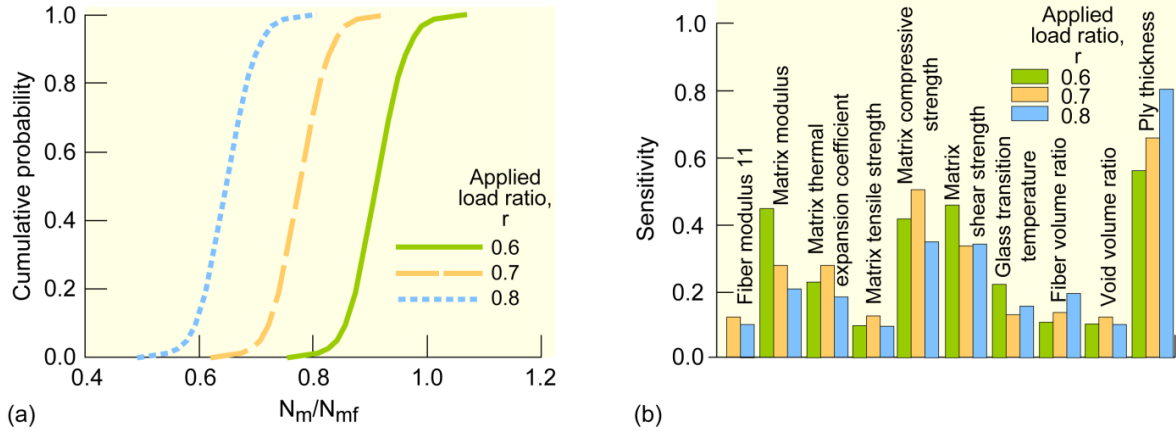 1.0
0.8
0.6
0.4
0.2
0.0
Cumulative probability
0.4
0.6
0.8
1.0
1.2
Nm/Nmf
Applied
load ratio,
r
0.6
0.7
0.8
(a)
1.0
0.8
0.6
0.4
0.2
0.0
Sensitivity
Applied
load ratio,
r
0.6
0.7
0.8
Fiber modulus 11
Matrix modulus
Matrix thermal
expansion coefficient
Matrix tensile strength
Matrix compressive
strength
Matrix
shear strength
Glass transition
temperature
Fiber volume ratio
Void volume ratio
Ply thickness
(b)